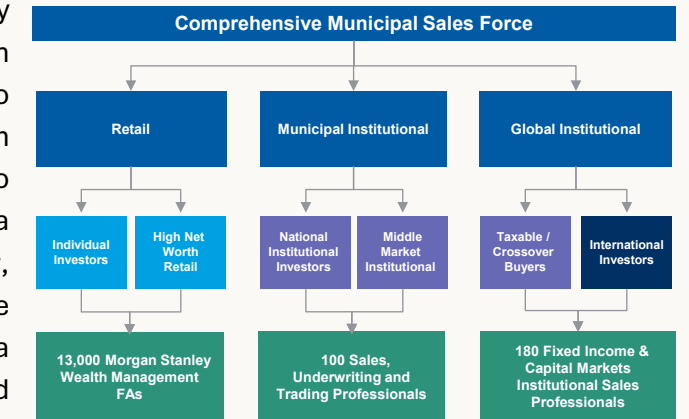 Comprehensive Municipal Sales Force
Retail
Municipal Institutional
Global Institutional
Individual
Investors
High Net
Worth
Retail
National
Institutional
Investors
Middle
Market
Institutional
Taxable /
Crossover
Buyers
International
Investors
13,000 Morgan Stanley
Wealth Management
FAs
100 Sales,
Underwriting and
Trading Professionals
180 Fixed Income &
Capital Markets
Institutional Sales
Professionals